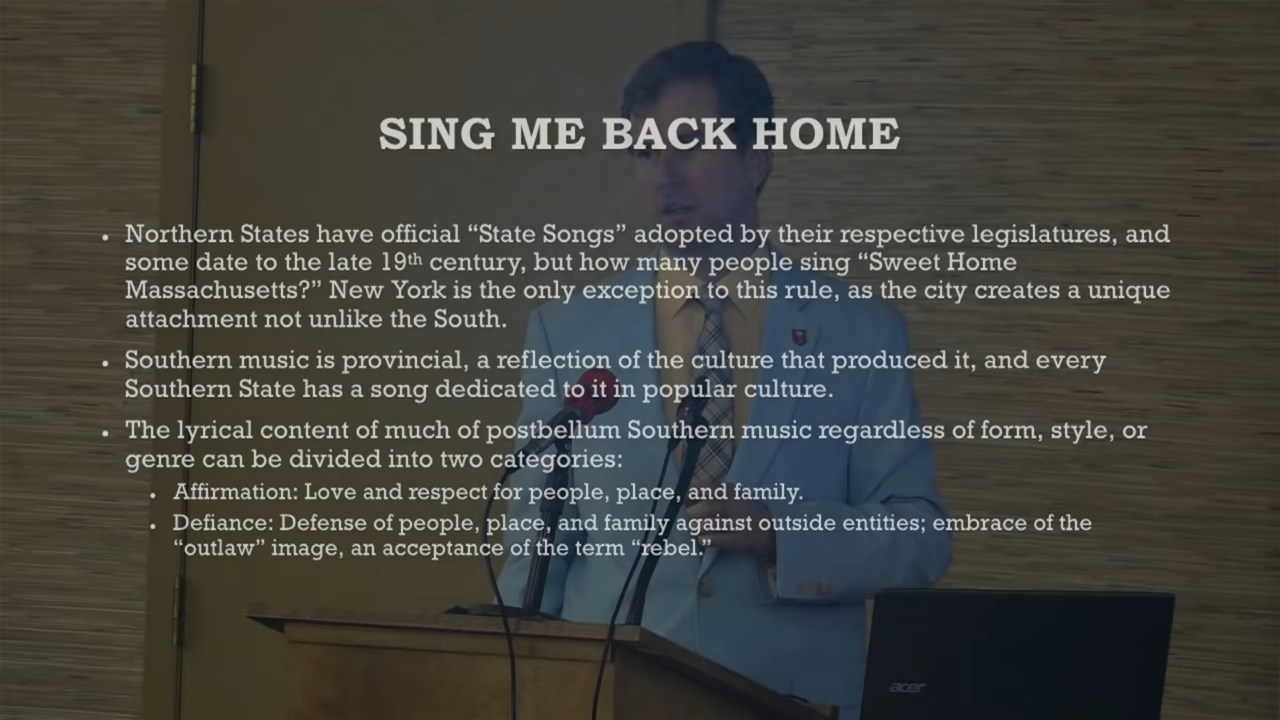 SING ME BACK HOME
• Northern States have official “State Songs” adopted by their respective legislatures, and
some date to the late 19th century, but how many people sing “Sweet Home
Massachusetts?” New York is the only exception to this rule, as the city creates a unique
attachment not unlike the South.
• Southern music is provincial, a reflection of the culture that produced it, and every
Southern State has a song dedicated to it in popular culture.
• The lyrical content of much of postbellum Southern music regardless of form, style, or
genre can be divided into two categories:
• Affirmation: Love and respect for people, place, and family.
• Defiance: Defense of people, place, and family against outside entities; embrace of the
“outlaw” image, an acceptance of the term “rebel.”
acer